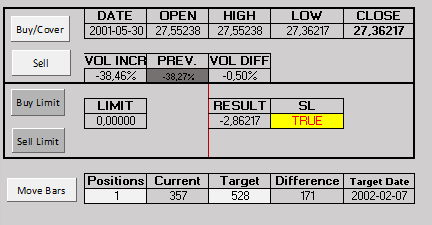 DATE OPEN HIGH LOW CLOSE
Buy/Cover 2001-05-30 27,55238 27,55238 27,36217 27,36217
Sell VOL INCR PREV. VOL DIFF
-38,46% -38,27% -0,50%
Buy Limit LIMIT RESULT SL
0,00000 -2,86217 TRUE
Sell Limit
Positions Current Target Difference Target Date
Move Bars 1 357 528 171 2002-02-07